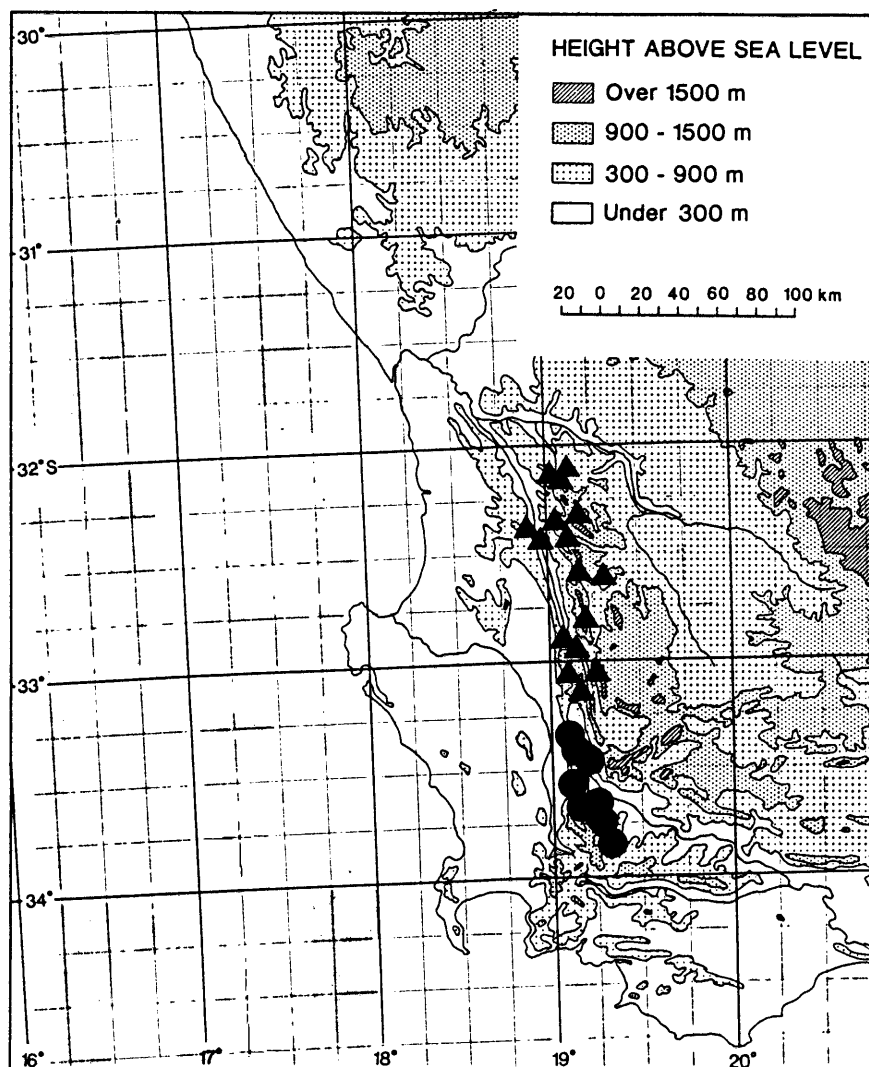 30°
HEIGHT ABOVE SEA LEVEL
Over 1500 m
900 - 1500 m
300 - 900 m
Under 300 m
20 0 20 40 60 80 100 km
31°
32°S
33°
34°
16° 17° 18° 19° 20°